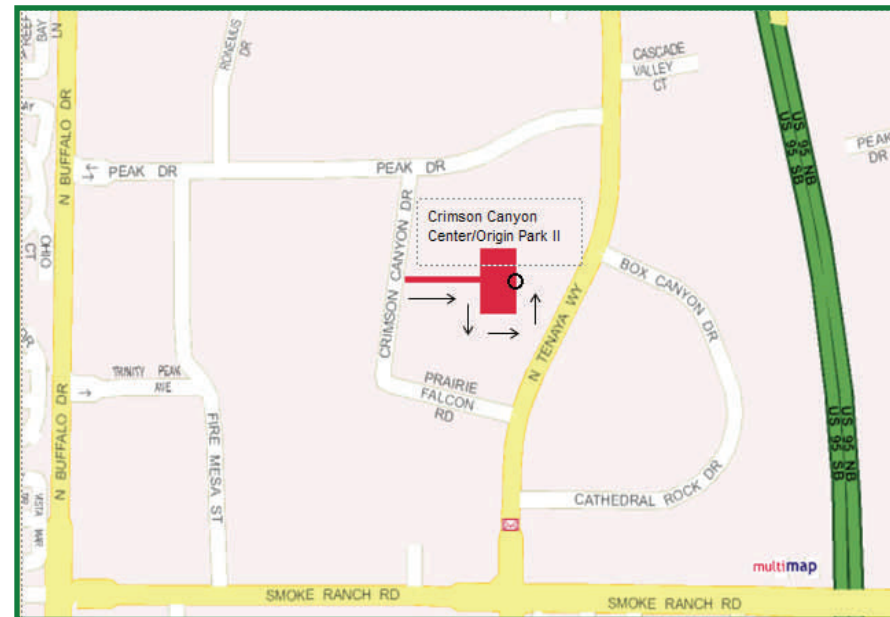 REEF
BAY
LN
RONEMUS
DR
CASCADE
VALLEY
CT
US 95 NB
US 95 SB
PEAK
DR
N BUFFALO DR
PEAK DR
PEAK DR
OHIO
CT
CRIMSON CANYON DR
Crimson Canyon
Center/Origin Park II
BOX CANYON DR
N TENAYA WY
TRINITY PEAK
AVE
PRAIRIE
FALCON
RD
N BUFFALO DR
FIRE MESA ST
US 95 NB
US 95 SB
CATHEDRAL ROCK DR
VISTA
DR
multimap
SMOKE RANCH RD
SMOKE RANCH RD